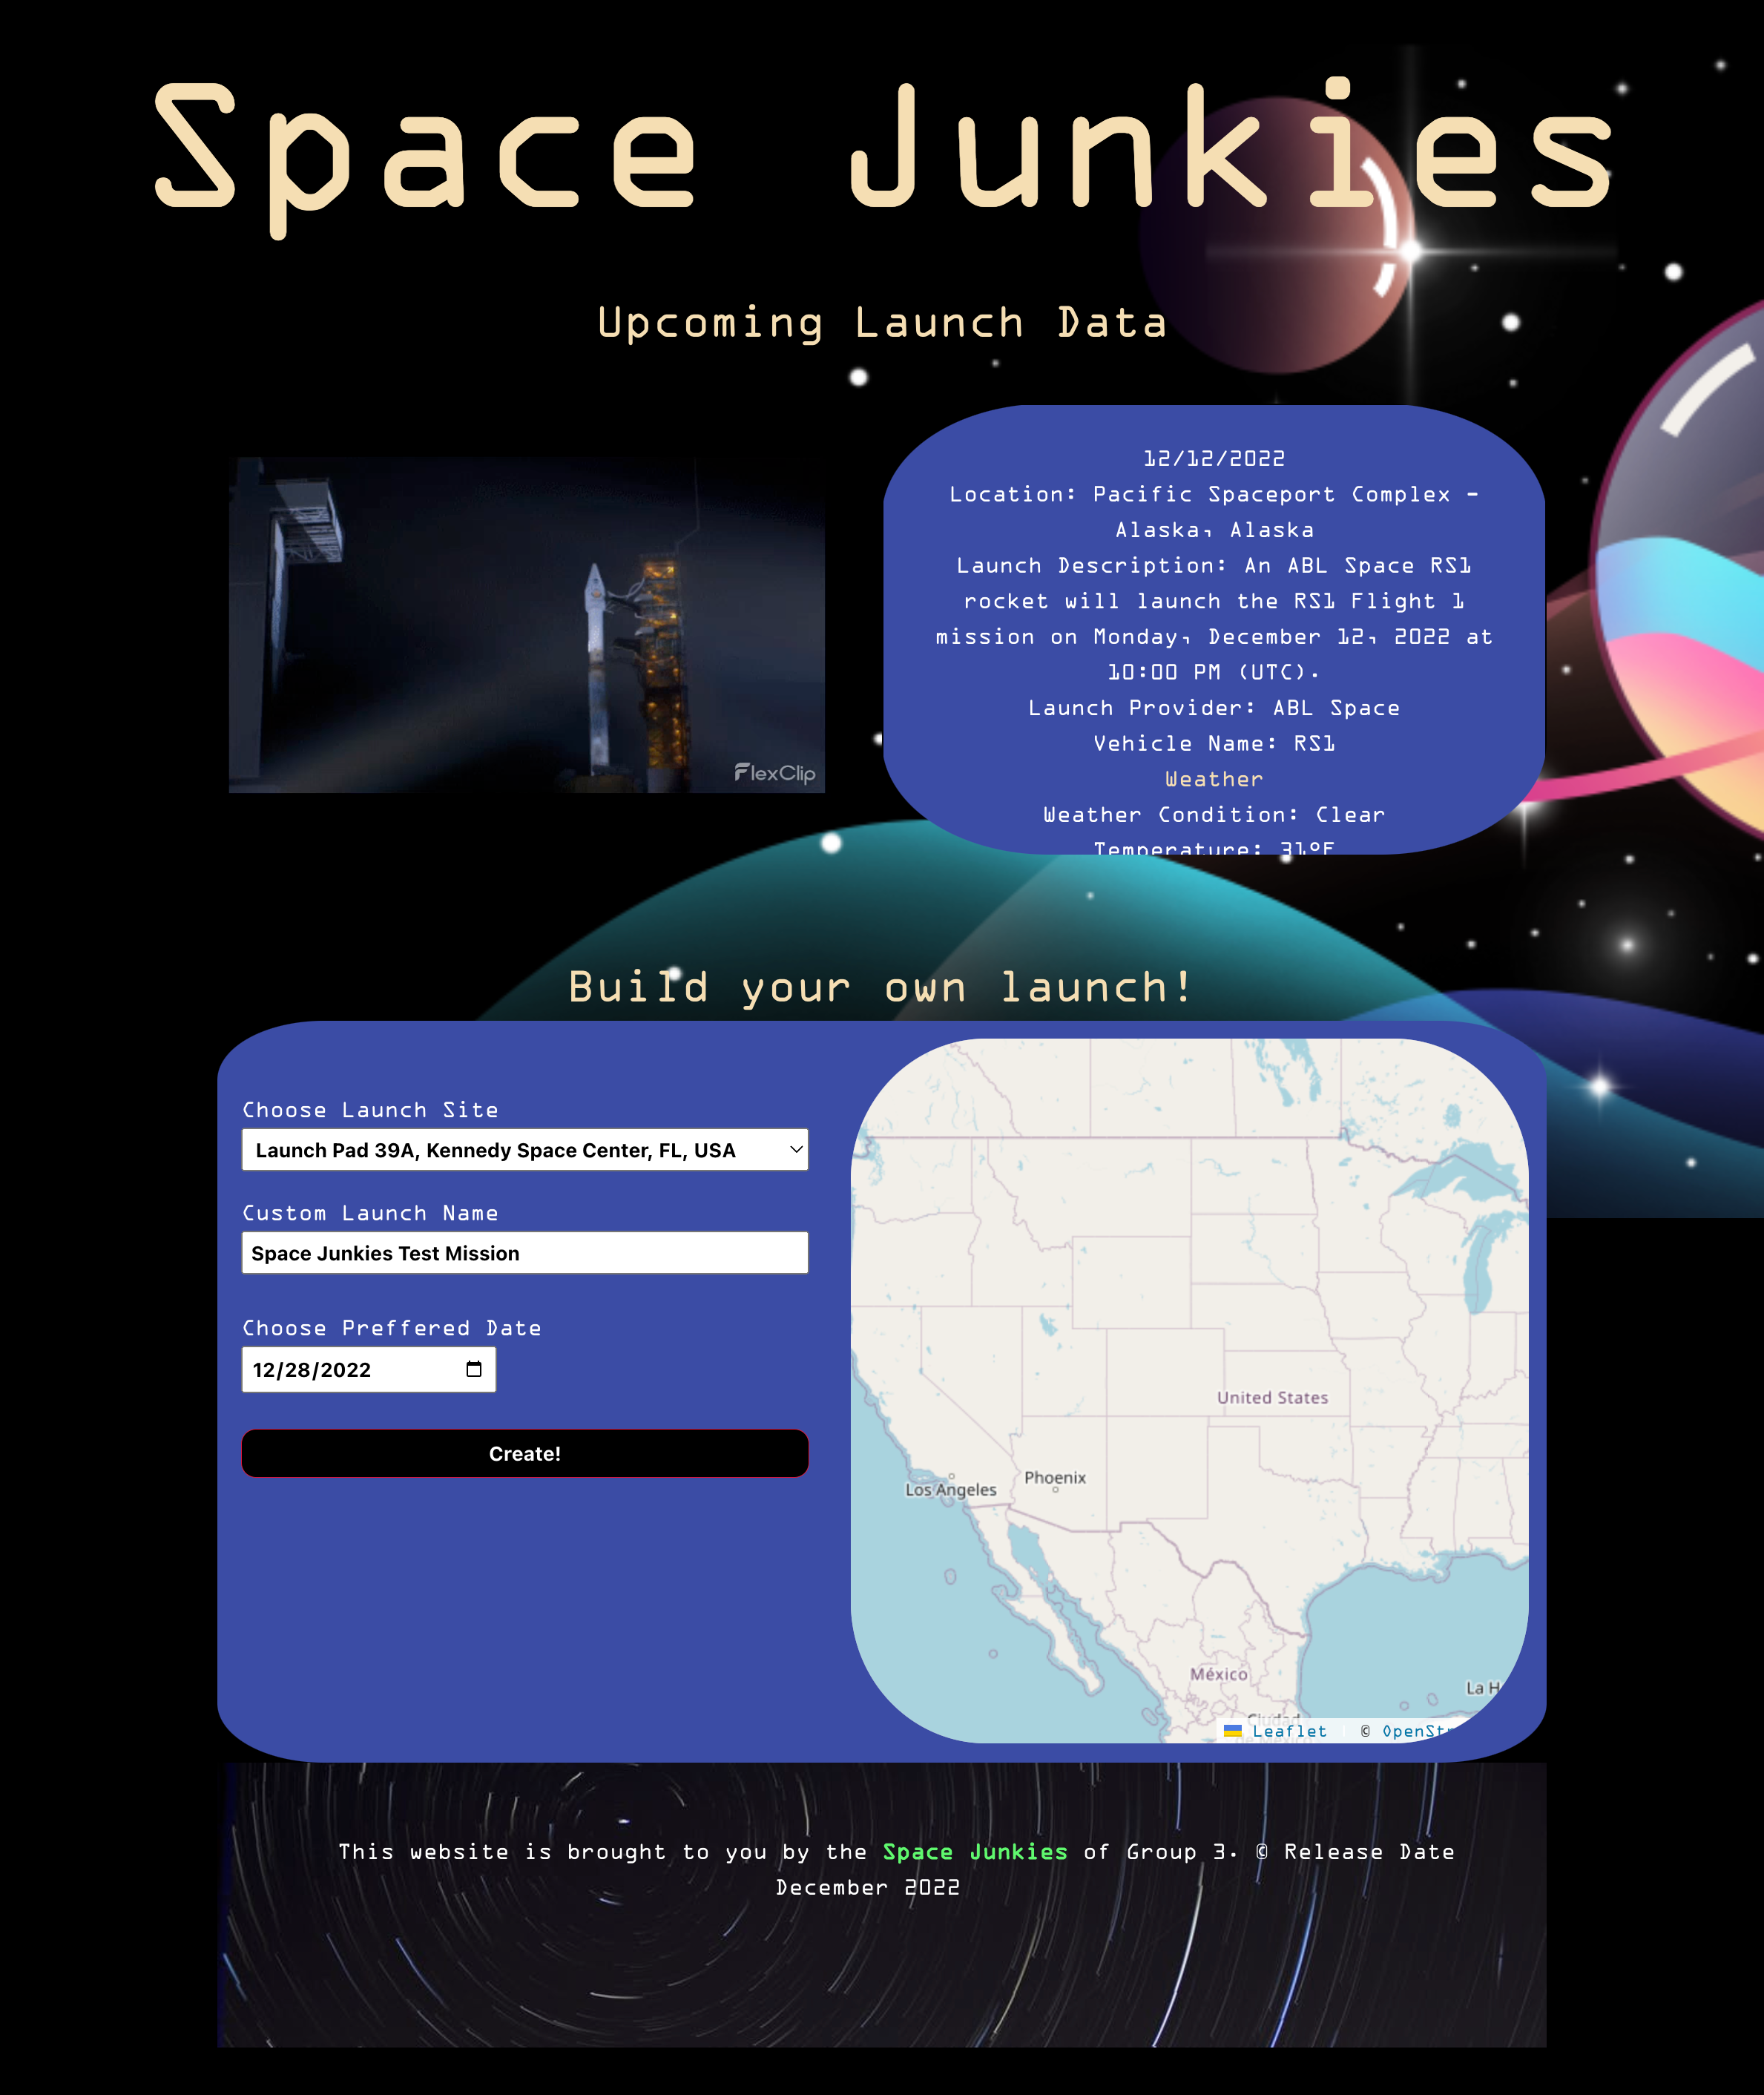 Space Junkies
Upcoming Launch Data
12/12/2022
Location: Pacific Spaceport Complex –
Alaska, Alaska
Launch Description: An ABL Space RS1
rocket will launch the RS1 Flight 1
mission on Monday, December 12, 2022 at
10:00 PM (UTC).
Launch Provider: ABL Space
Vehicle Name: RS1
Weather
Weather Condition: Clear
Temperature: 31°F
FlexClip
Build your own launch!
Choose Launch Site
Launch Pad 39A, Kennedy Space Center, FL, USA
Custom Launch Name
Space Junkies Test Mission
Choose Preffered Date
12/28/2022
Create!
United States
Phoenix
Los Angeles
México
La H
Ciudad
de México
Leaflet | © OpenStr
This website is brought to you by the Space Junkies of Group 3. © Release Date
December 2022